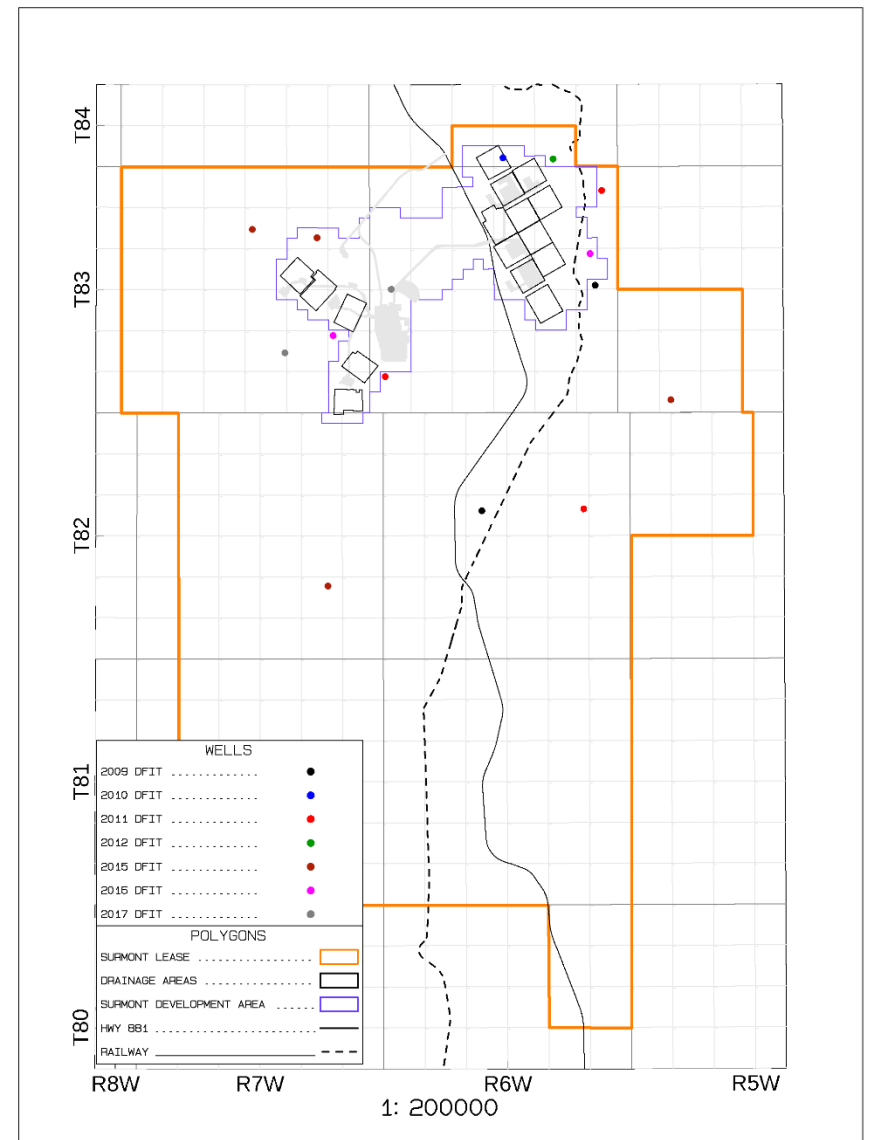 T84
T83
T82
T81
T80
WELLS
2009 DFIT .............
2010 DFIT .............
2011 DFIT .............
2012 DFIT .............
2015 DFIT .............
2016 DFIT .............
2017 DFIT .............
POLYGONS
SURMONT LEASE .................
DRAINAGE AREAS .................
SURMONT DEVELOPMENT AREA ......
HWY 881 ........................
RAILWAY
R8W R7W R6W R5W
1: 200000